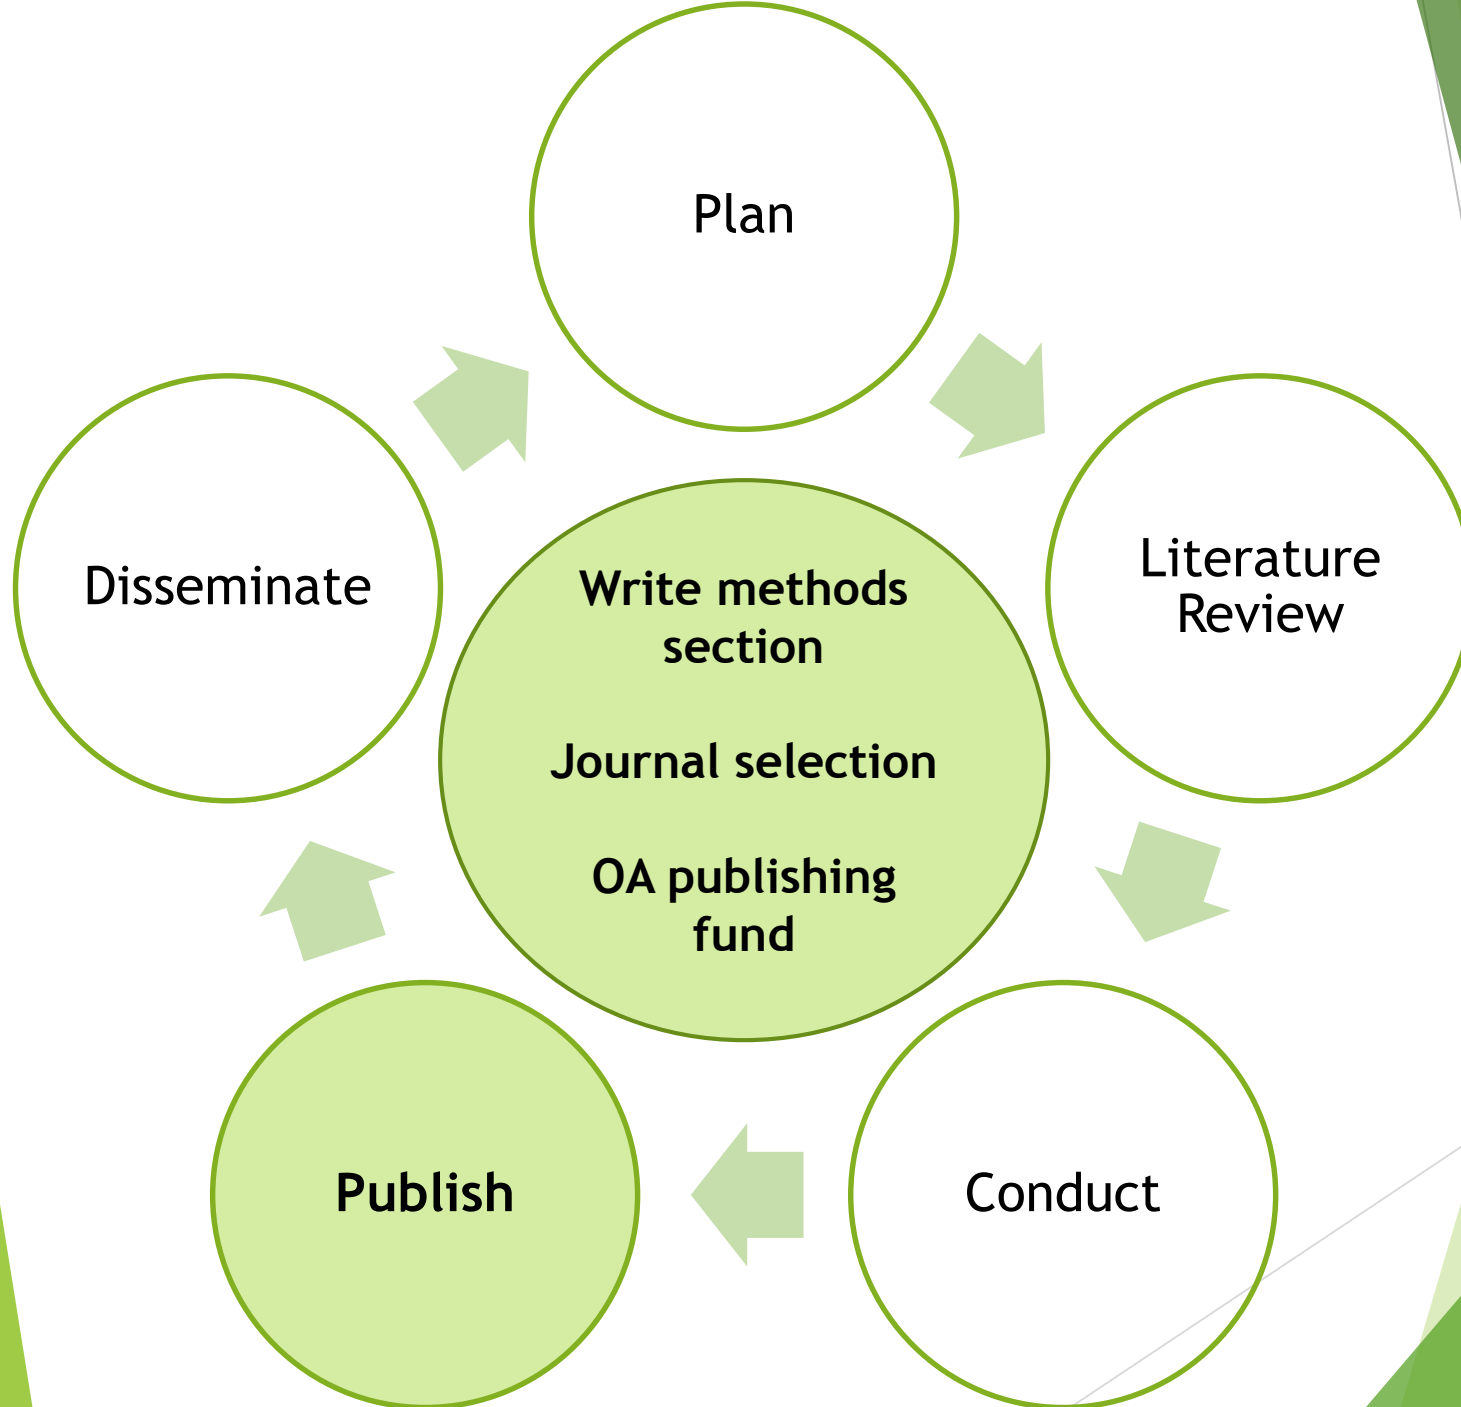 Plan
Disseminate
Literature
Review
Write methods
section
Journal selection
OA publishing
fund
Publish
Conduct